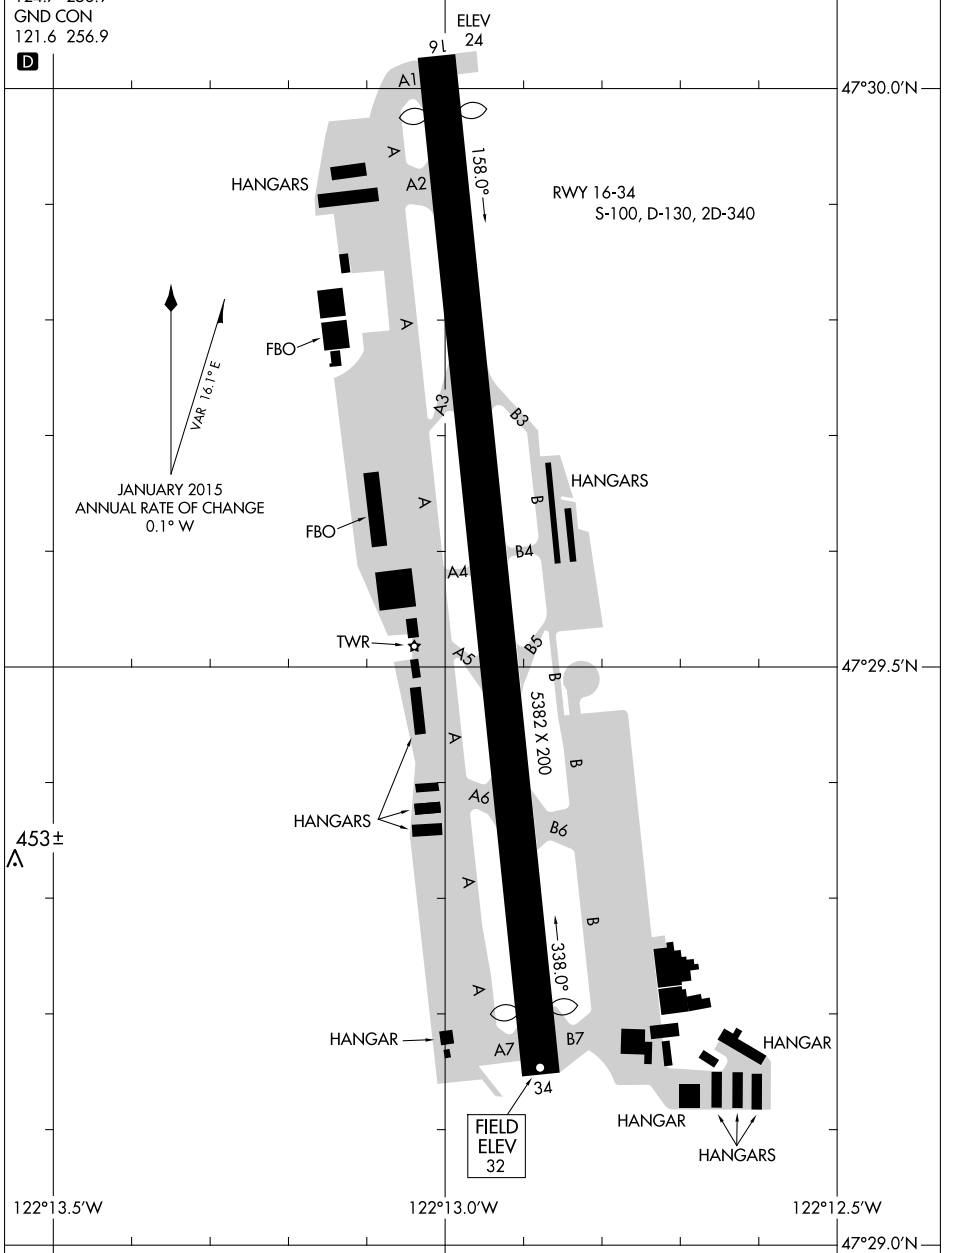 GND CON
121.6 256.9
D
ELEV
24
16
A1
47°30.0'N
A
158.0°
HANGARS
A2
RWY 16-34
S-100, D-130, 2D-340
A
FBO
VAR 16.1° E
A3
B3
JANUARY 2015
ANNUAL RATE OF CHANGE
0.1° W
A
B
HANGARS
FBO
B4
A4
TWR
A5
B5
B
47°29.5'N
5382 X 200
A
B
A6
HANGARS
B6
453±
A
B
338.0°
A
HANGAR
A7
B7
HANGAR
34
FIELD
ELEV
32
HANGAR
HANGARS
122°13.5'W
122°13.0'W
122°12.5'W
47°29.0'N